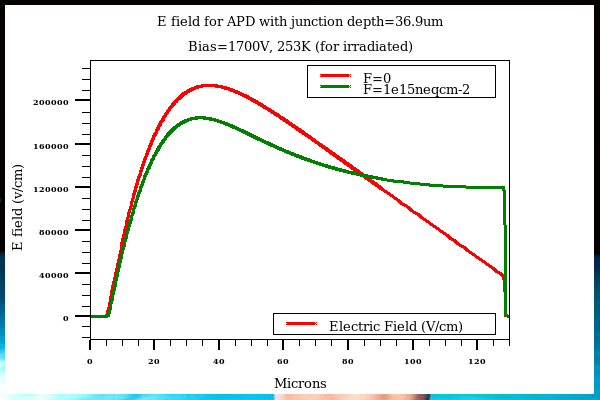 E field for APD with junction depth=36.9um
Bias=1700V, 253K (for irradiated)
F=0
F=1e15neqcm-2
200000
160000
120000
80000
40000
0
E field (v/cm)
Electric Field (V/cm)
0 20 40 60 80 100 120
Microns